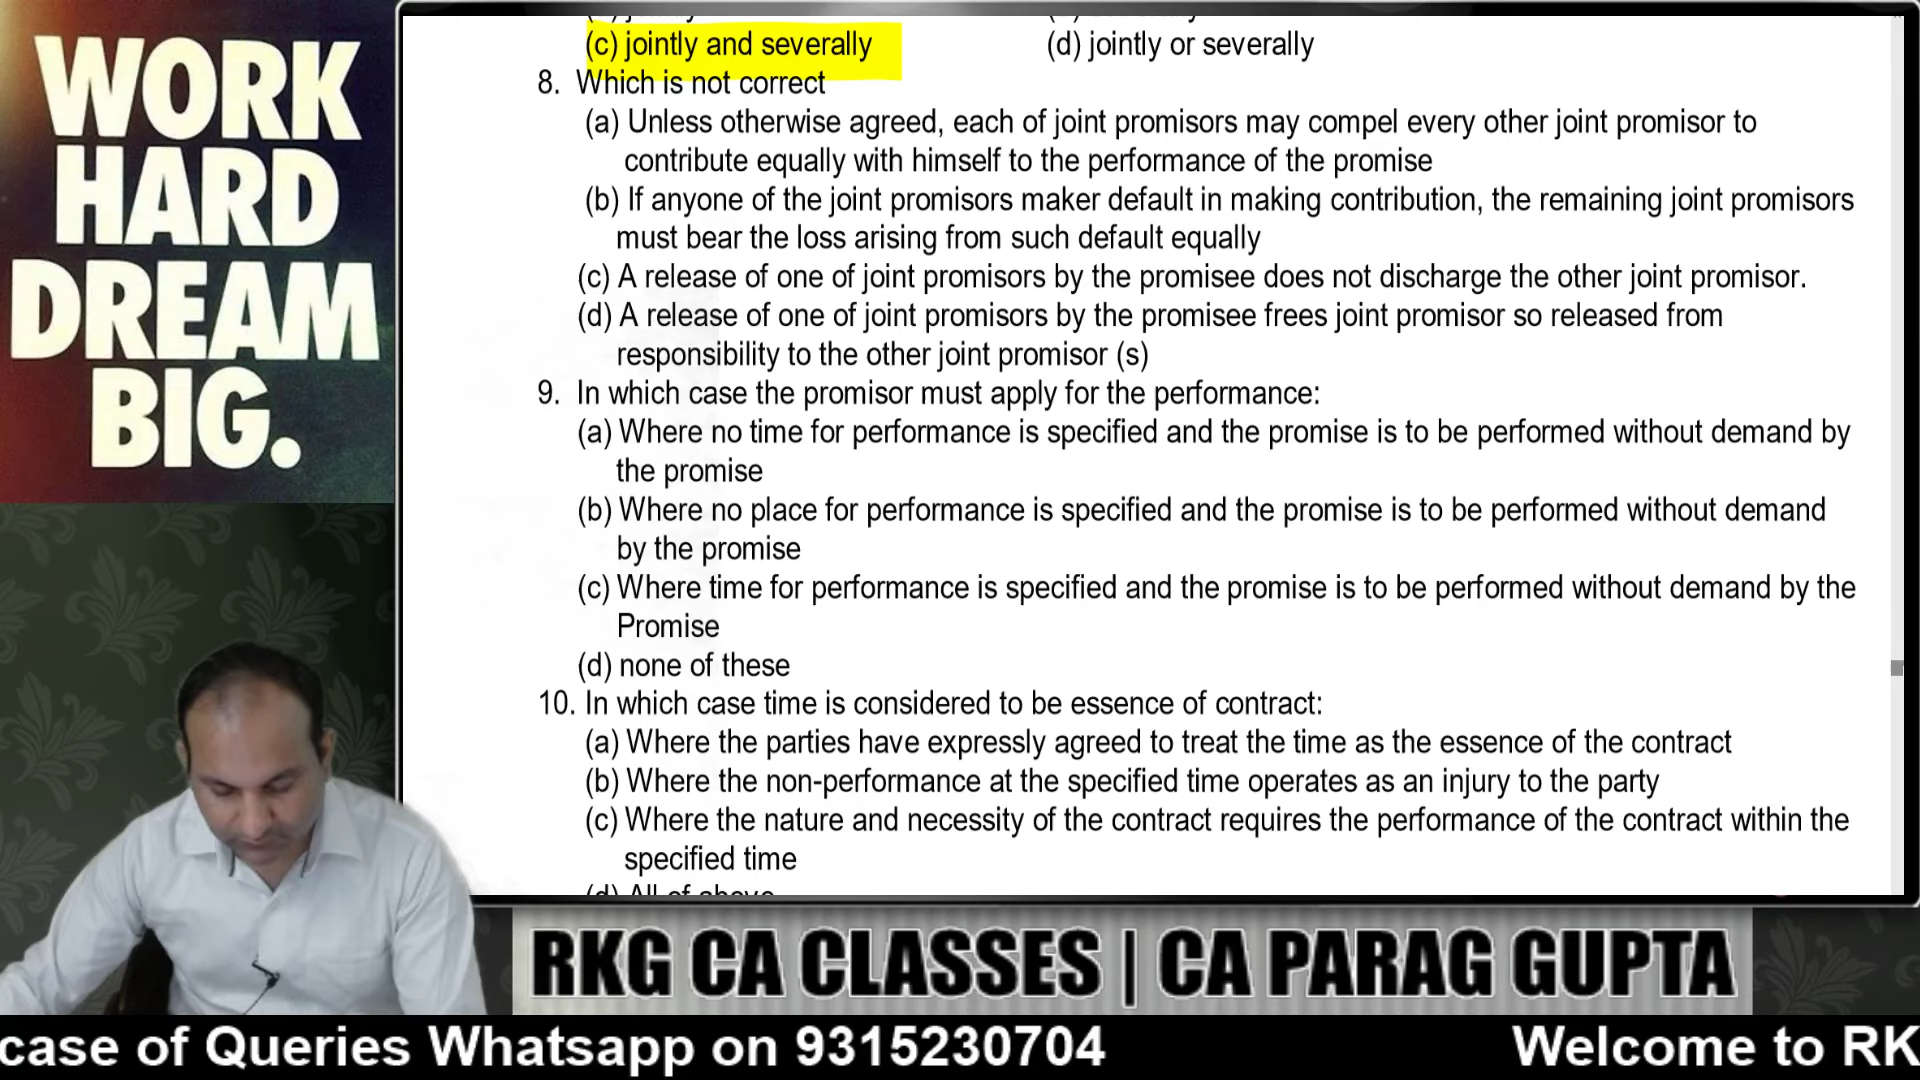 WORK
HARD
DREAM
BIG.
(c) jointly and severally (d) jointly or severally
8. Which is not correct
(a) Unless otherwise agreed, each of joint promisors may compel every other joint promisor to
contribute equally with himself to the performance of the promise
(b) If anyone of the joint promisors maker default in making contribution, the remaining joint promisors
must bear the loss arising from such default equally
(c) A release of one of joint promisors by the promisee does not discharge the other joint promisor.
(d) A release of one of joint promisors by the promisee frees joint promisor so released from
responsibility to the other joint promisor (s)
9. In which case the promisor must apply for the performance:
(a) Where no time for performance is specified and the promise is to be performed without demand by
the promise
(b) Where no place for performance is specified and the promise is to be performed without demand
by the promise
(c) Where time for performance is specified and the promise is to be performed without demand by the
Promise
(d) none of these
10. In which case time is considered to be essence of contract:
(a) Where the parties have expressly agreed to treat the time as the essence of the contract
(b) Where the non-performance at the specified time operates as an injury to the party
(c) Where the nature and necessity of the contract requires the performance of the contract within the
specified time
(d) All of above
RKG CA CLASSES | CA PARAG GUPTA
case of Queries Whatsapp on 9315230704 Welcome to RK